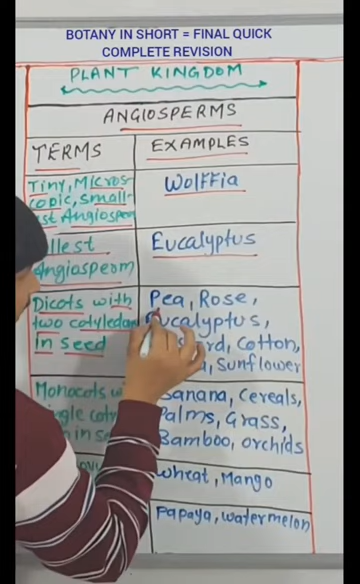 BOTANY IN SHORT = FINAL QUICK
COMPLETE REVISION
PLANT KINGDOM
ANGIOSPERMS
TERMS
EXAMPLES
Tiny, Micros-
copic, small-
est Angiosperm
Wolffia
Angiosperm
Eucalyptus
Dicots with
two cotyledon
in seed
Pea, Rose,
Eucalyptus,
Cotton,
Sunflower
Monocots
in se
Banana, Cereals,
Palms, Grass,
Bamboo, orchids
Wheat, Mango
Papaya, watermelon